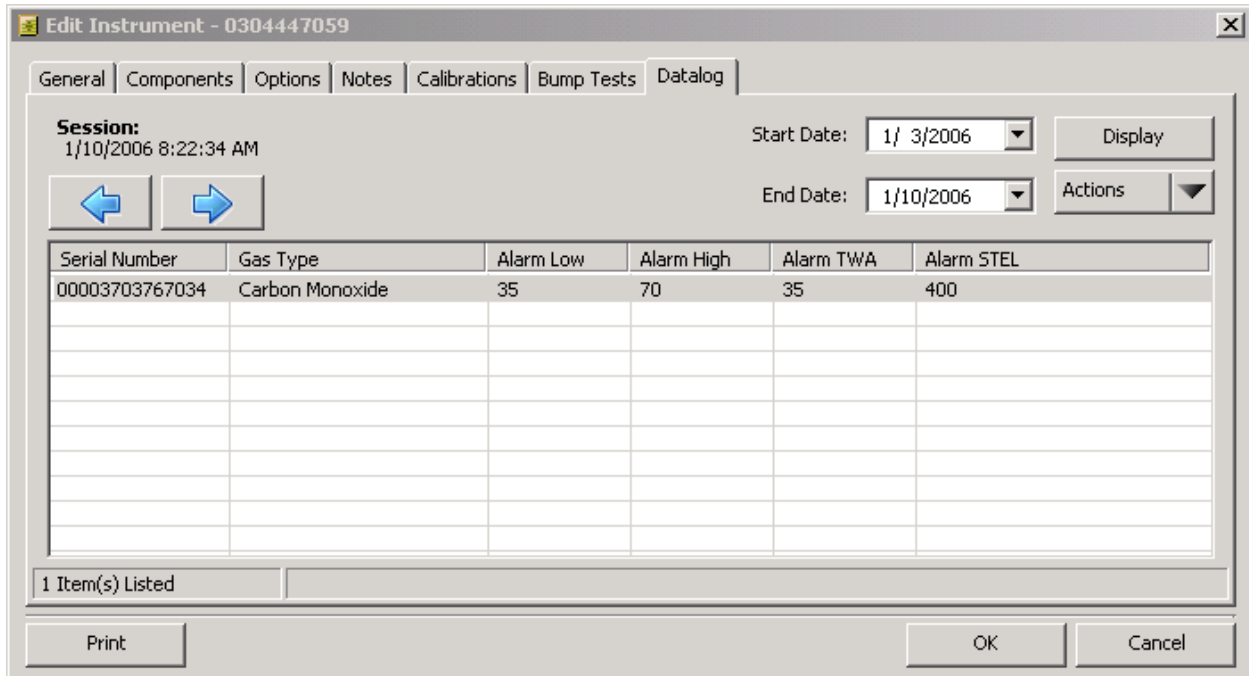 Edit Instrument - 0304447059
General Components Options Notes Calibrations Bump Tests Datalog
Session:
1/10/2006 8:22:34 AM
Start Date: 1/ 3/2006 Display
End Date: 1/10/2006 Actions
Serial Number Gas Type Alarm Low Alarm High Alarm TWA Alarm STEL
00003703767034 Carbon Monoxide 35 70 35 400
1 Item(s) Listed
Print OK Cancel